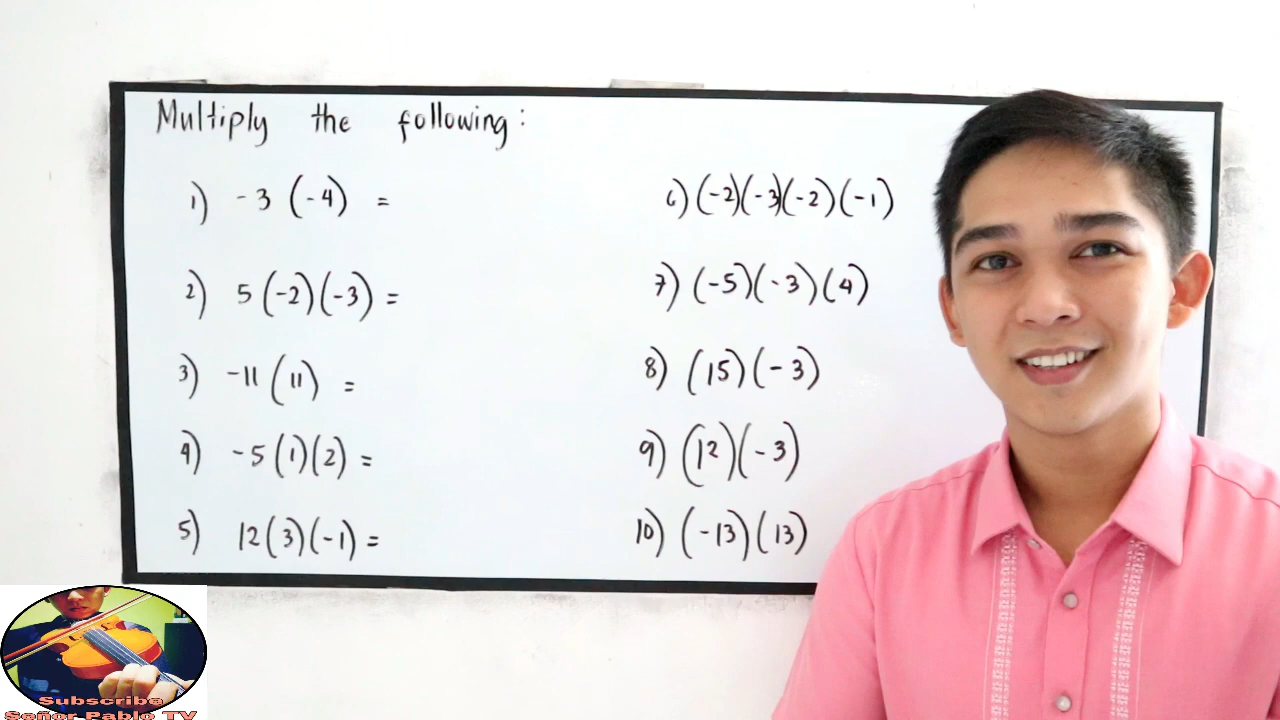 Multiply the following:
1) -3 (-4) =
2) 5 (-2)(-3) =
3) -11 (11) =
4) -5 (1)(2) =
5) 12 (3)(-1) =
6) (-2)(-3)(-2)(-1)
7) (-5)(-3)(4)
8) (15)(-3)
9) (12)(-3)
10) (-13)(13)
Subscribe
Señor Pablo TV